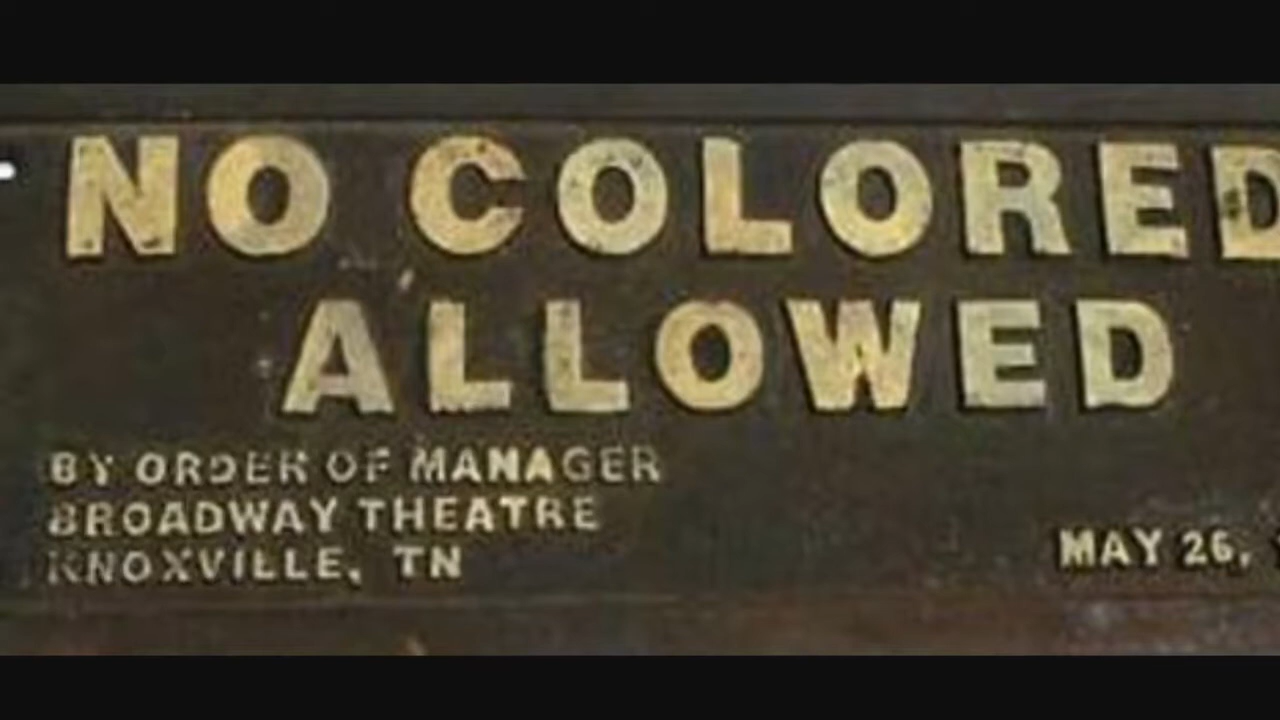 NO COLORED
ALLOWED
BY ORDER OF MANAGER
BROADWAY THEATRE
KNOXVILLE, TN
MAY 26,